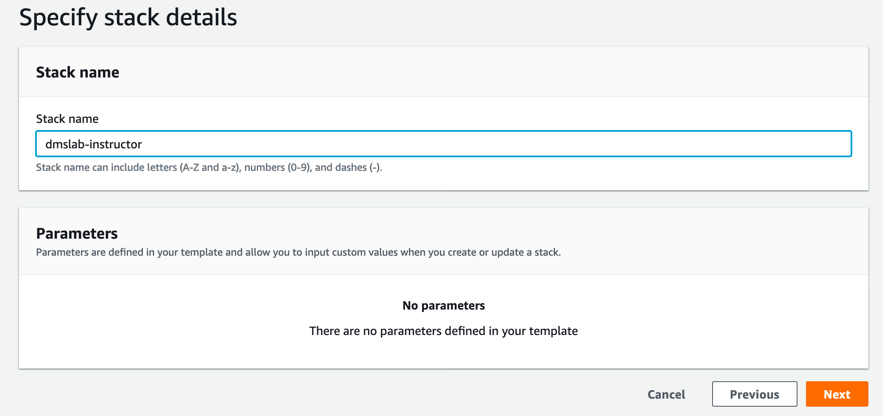 Specify stack details
Stack name
Stack name
dmslab-instructor
Stack name can include letters (A-Z and a-z), numbers (0-9), and dashes (-).
Parameters
Parameters are defined in your template and allow you to input custom values when you create or update a stack.
No parameters
There are no parameters defined in your template
Cancel Previous Next